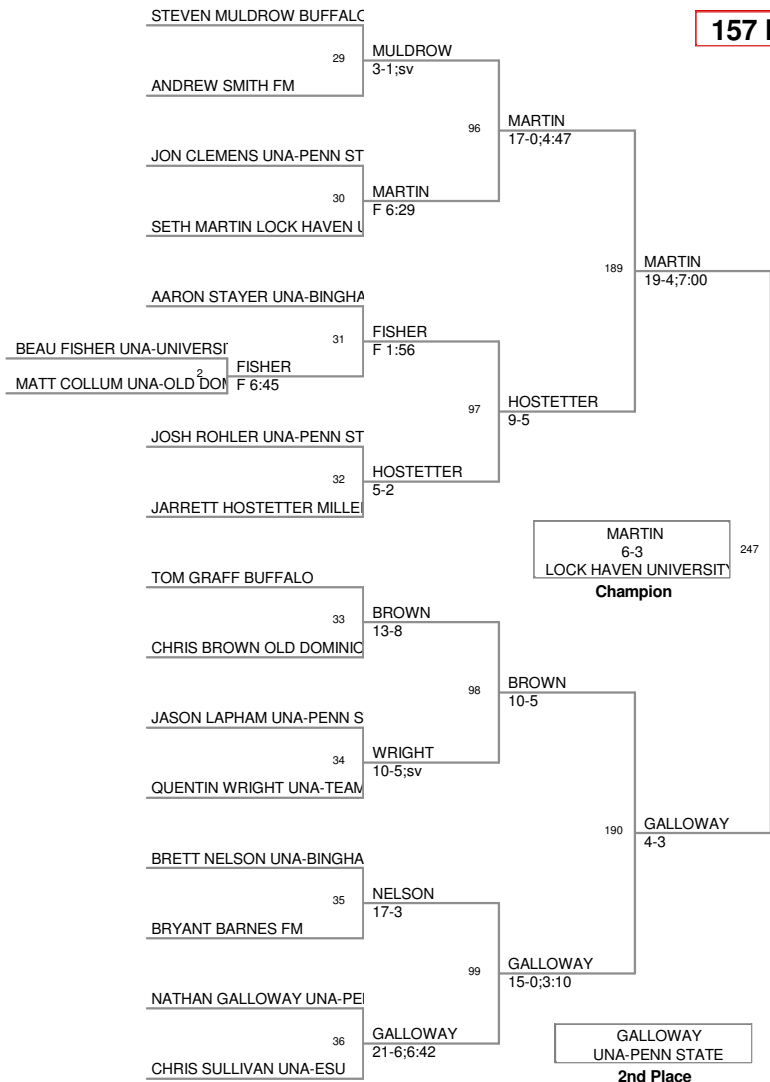 STEVEN MULDROW BUFFALO
157
29
MULDROW
3-1;sv
ANDREW SMITH FM
96
MARTIN
17-0;4:47
JON CLEMENS UNA-PENN ST
30
MARTIN
F 6:29
SETH MARTIN LOCK HAVEN
189
MARTIN
19-4;7:00
AARON STAYER UNA-BINGHA
31
FISHER
F 1:56
BEAU FISHER UNA-UNIVERSI
2
FISHER
F 6:45
MATT COLLUM UNA-OLD DOM
97
HOSTETTER
9-5
JOSH ROHLER UNA-PENN ST
32
HOSTETTER
5-2
JARRETT HOSTETTER MILLE
MARTIN
6-3
LOCK HAVEN UNIVERSITY
247
Champion
TOM GRAFF BUFFALO
33
BROWN
13-8
CHRIS BROWN OLD DOMINIO
98
BROWN
10-5
JASON LAPHAM UNA-PENN S
34
WRIGHT
10-5;sv
QUENTIN WRIGHT UNA-TEAM
190
GALLOWAY
4-3
BRETT NELSON UNA-BINGHA
35
NELSON
17-3
BRYANT BARNES FM
99
GALLOWAY
15-0;3:10
NATHAN GALLOWAY UNA-PE
36
GALLOWAY
21-6;6:42
CHRIS SULLIVAN UNA-ESU
GALLOWAY
UNA-PENN STATE
2nd Place